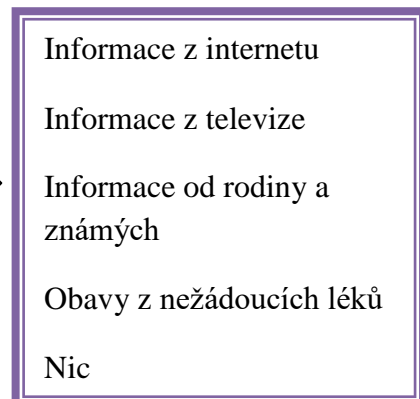 Informace z internetu
Informace z televize
Informace od rodiny a
známých
Obavy z nežádoucích léků
Nic